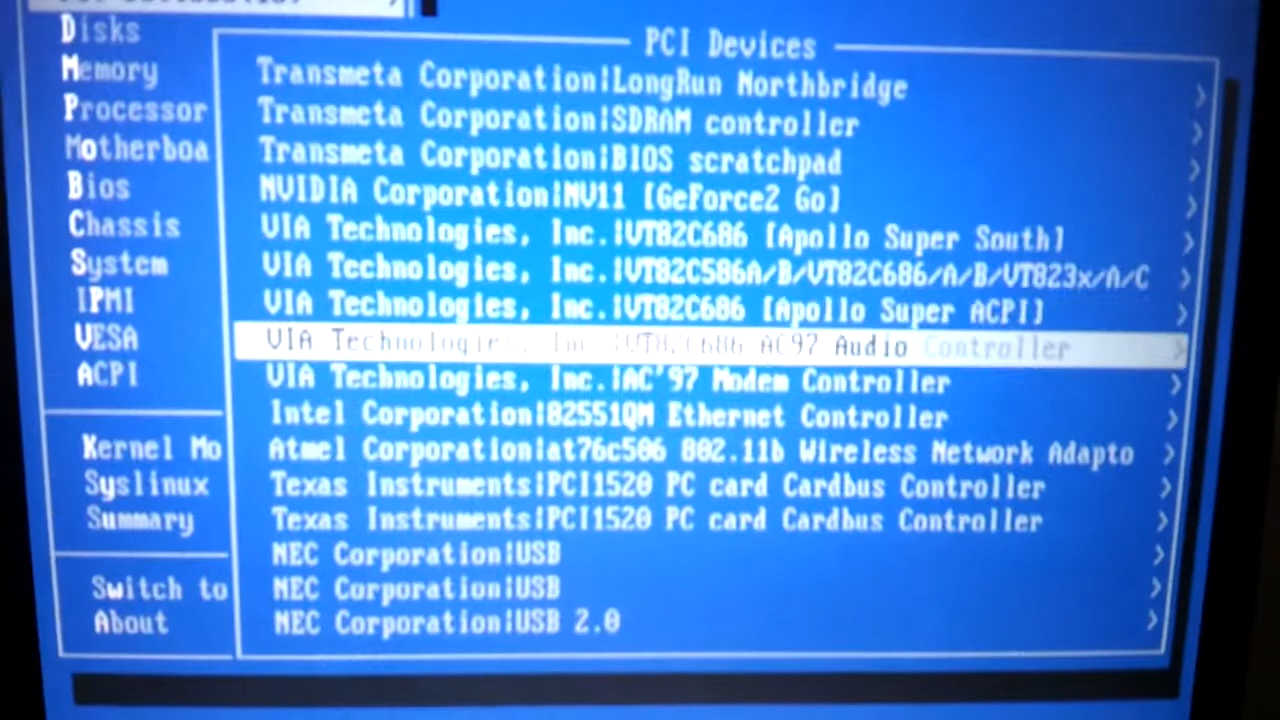 Disks
Memory
Processor
Motherboa
Bios
Chassis
System
IPMI
VESA
ACPI
Kernel Mo
Syslinux
Summary
Switch to
About
PCI Devices
Transmeta Corporation|LongRun Northbridge >
Transmeta Corporation|SDRAM controller >
Transmeta Corporation|BIOS scratchpad >
NVIDIA Corporation|NV11 [GeForce2 Go] >
VIA Technologies, Inc.|VT82C686 [Apollo Super South] >
VIA Technologies, Inc.|VT82C586A/B/VT82C686/A/B/VT823x/A/C >
VIA Technologies, Inc.|VT82C686 [Apollo Super ACPI] >
VIA Technologies, Inc.|VT82C686 AC97 Audio Controller >
VIA Technologies, Inc.|AC'97 Modem Controller >
Intel Corporation|82551QM Ethernet Controller >
Atmel Corporation|at76c506 802.11b Wireless Network Adapto >
Texas Instruments|PCI1520 PC card Cardbus Controller >
Texas Instruments|PCI1520 PC card Cardbus Controller >
NEC Corporation|USB >
NEC Corporation|USB >
NEC Corporation|USB 2.0 >